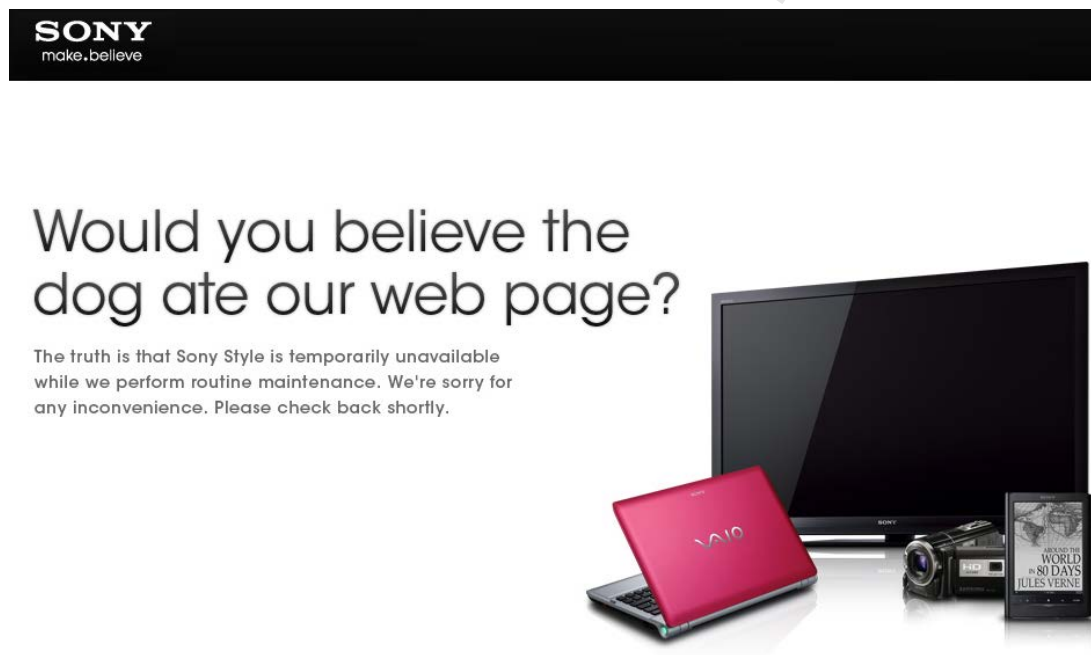 SONY
make.believe
Would you believe the
dog ate our web page?
The truth is that Sony Style is temporarily unavailable
while we perform routine maintenance. We're sorry for
any inconvenience. Please check back shortly.
SONY
VAIO
SONY
HD
SONY
AROUND THE
WORLD
IN 80 DAYS
JULES VERNE